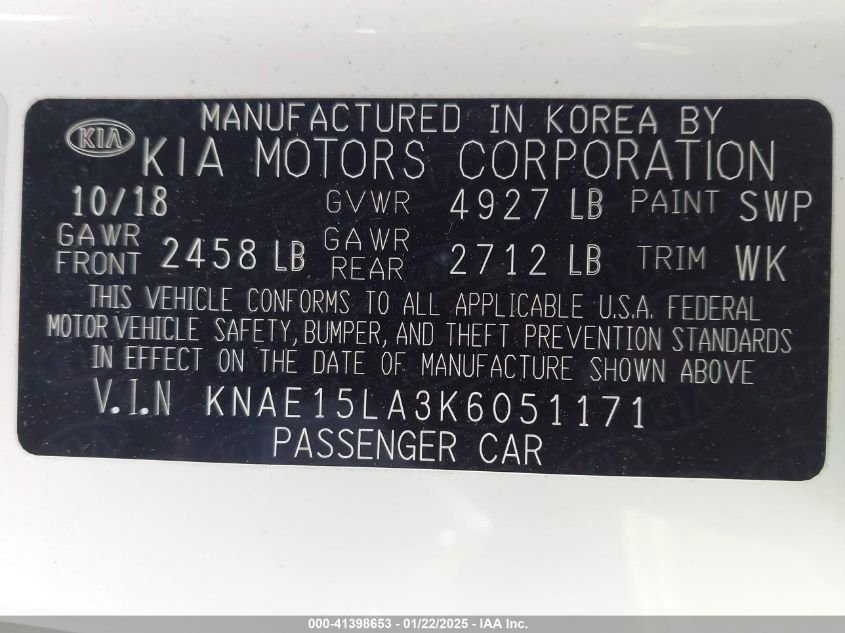 MANUFACTURED IN KOREA BY
KIA KIA MOTORS CORPORATION
10/18 GVWR 4927 LB PAINT SWP
GAWR FRONT 2458 LB GAWR REAR 2712 LB TRIM WK
THIS VEHICLE CONFORMS TO ALL APPLICABLE U.S.A. FEDERAL
MOTOR VEHICLE SAFETY, BUMPER, AND THEFT PREVENTION STANDARDS
IN EFFECT ON THE DATE OF MANUFACTURE SHOWN ABOVE
V.I.N KNAE15LA3K6051171
PASSENGER CAR
000-41398653 - 01/22/2025 - IAA Inc.